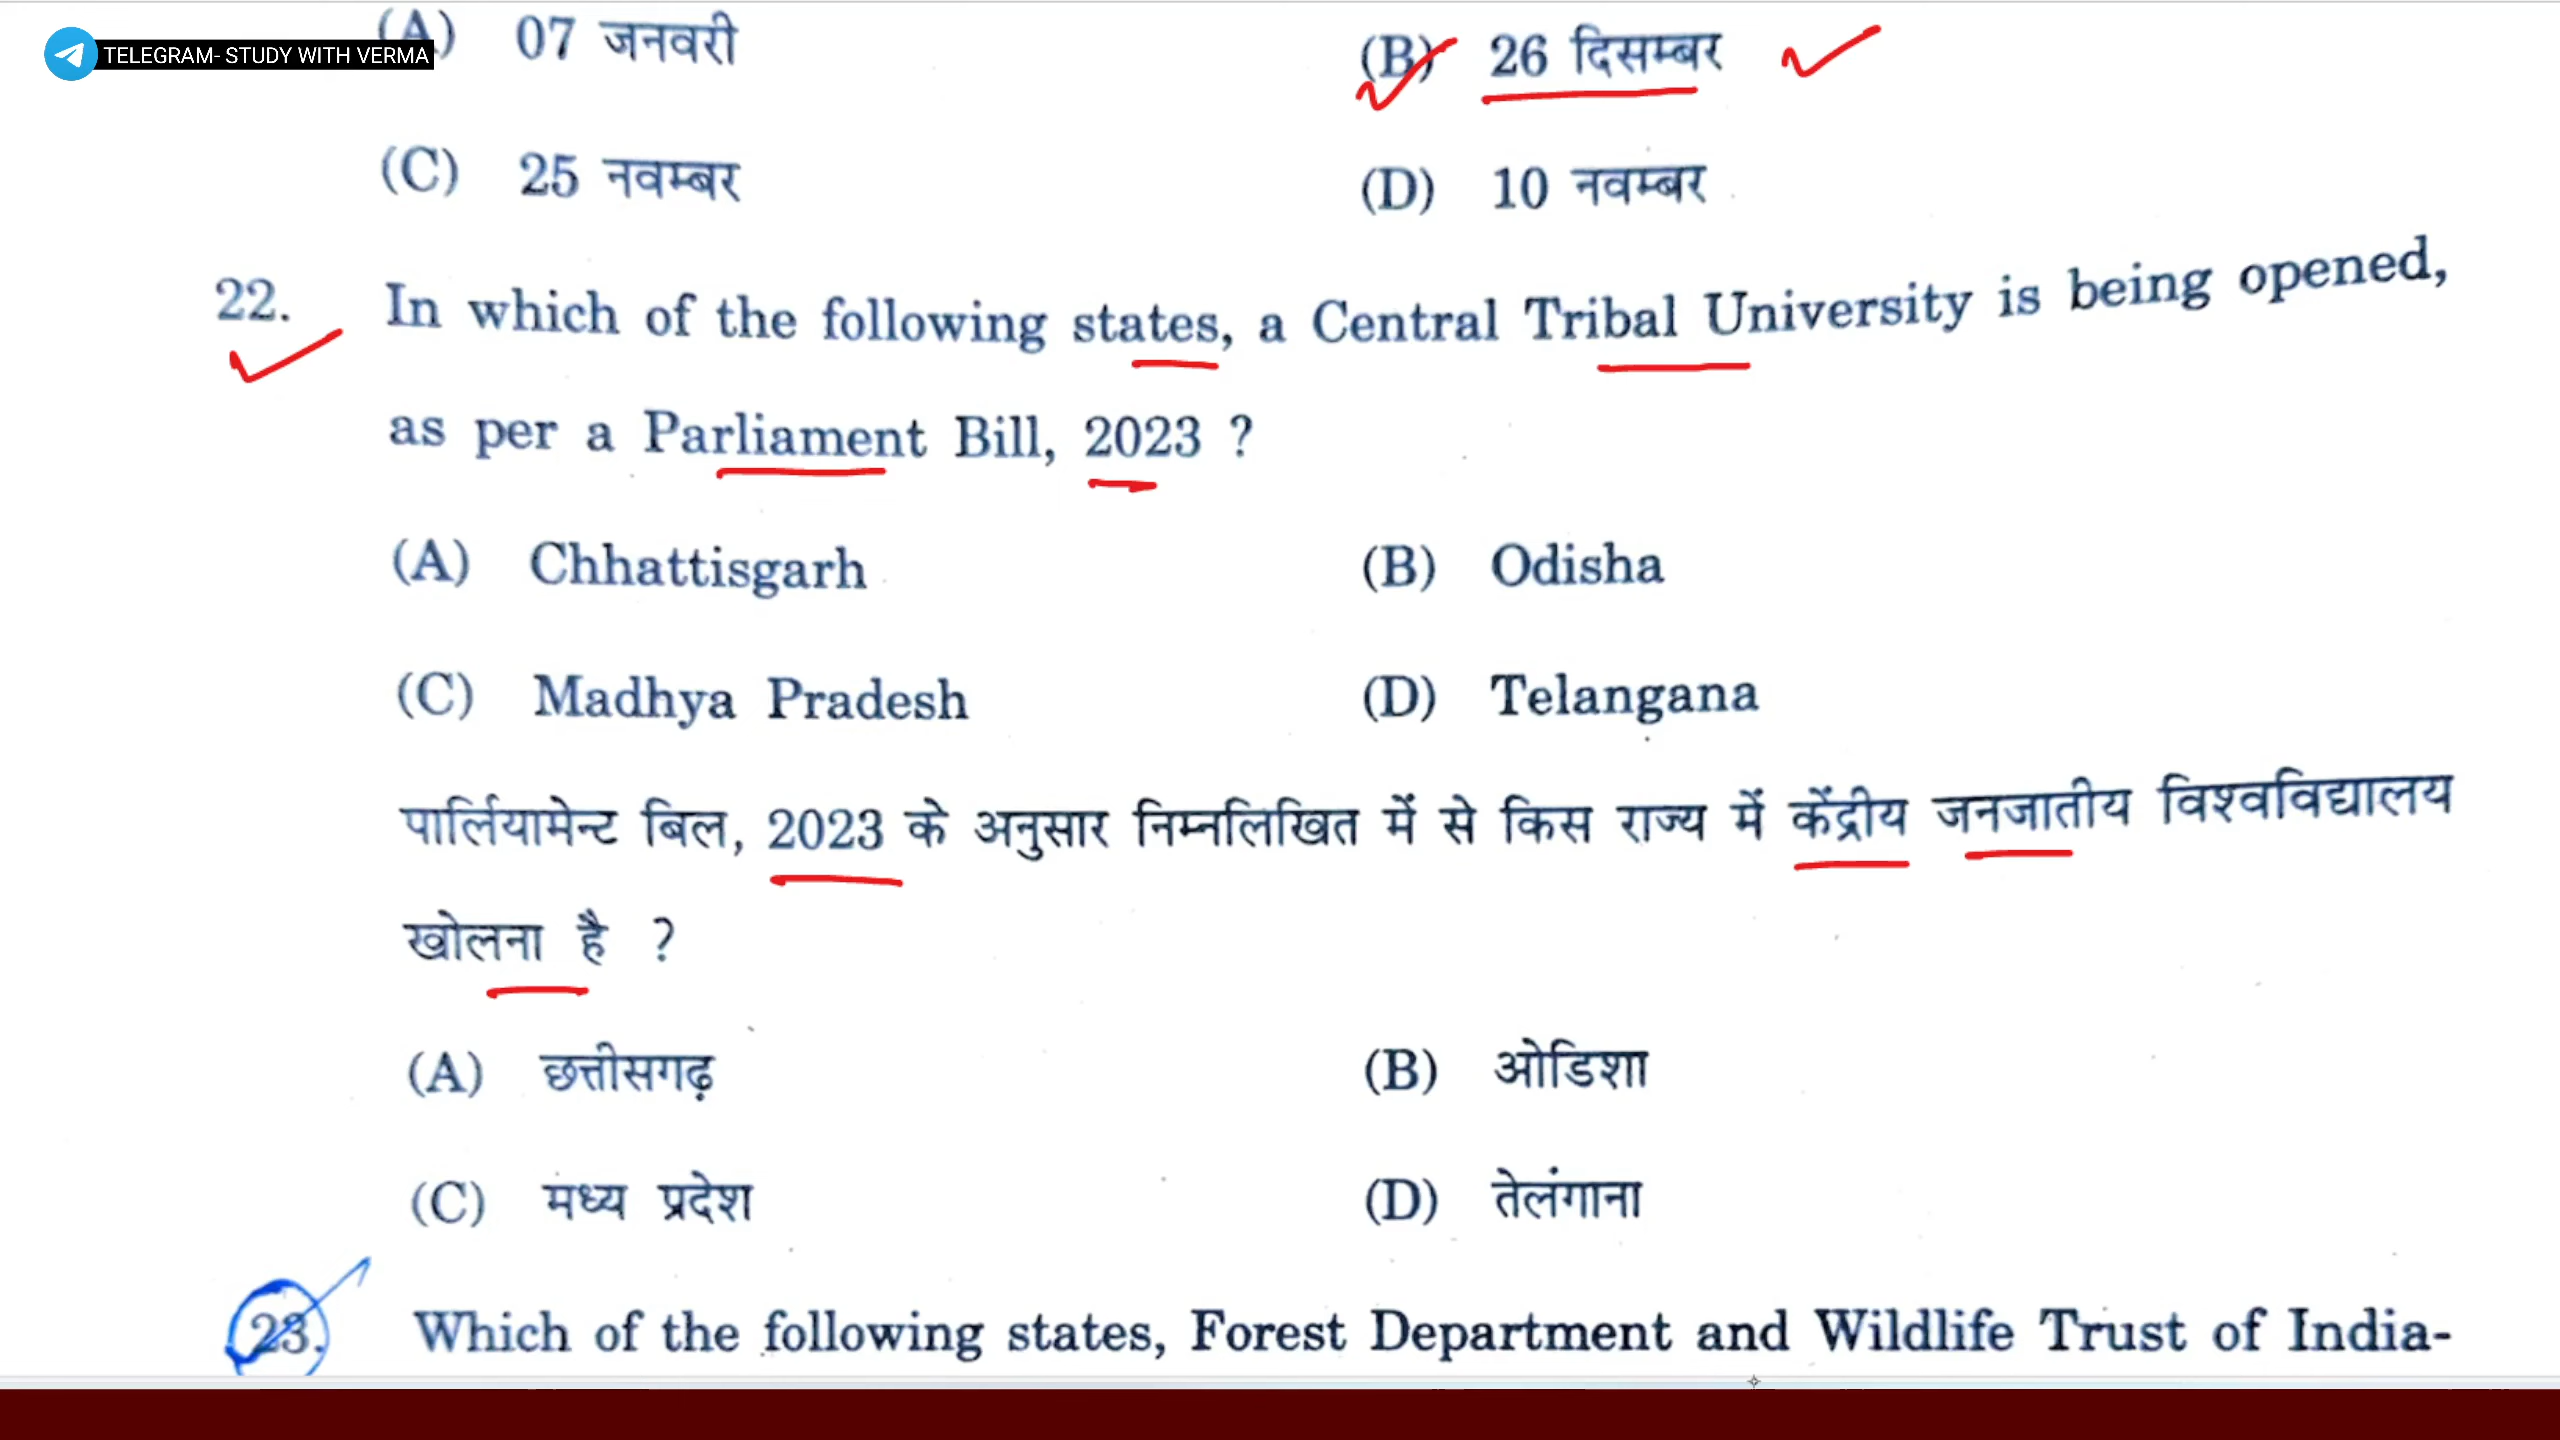 (A) 07 जनवरी (B) 26 दिसम्बर
TELEGRAM- STUDY WITH VERMA
(C) 25 नवम्बर (D) 10 नवम्बर
22. In which of the following states, a Central Tribal University is being opened,
as per a Parliament Bill, 2023 ?
(A) Chhattisgarh (B) Odisha
(C) Madhya Pradesh (D) Telangana
पार्लियामेन्ट बिल, 2023 के अनुसार निम्नलिखित में से किस राज्य में केंद्रीय जनजातीय विश्वविद्यालय
खोलना है ?
(A) छत्तीसगढ़ (B) ओडिशा
(C) मध्य प्रदेश (D) तेलंगाना
23. Which of the following states, Forest Department and Wildlife Trust of India-